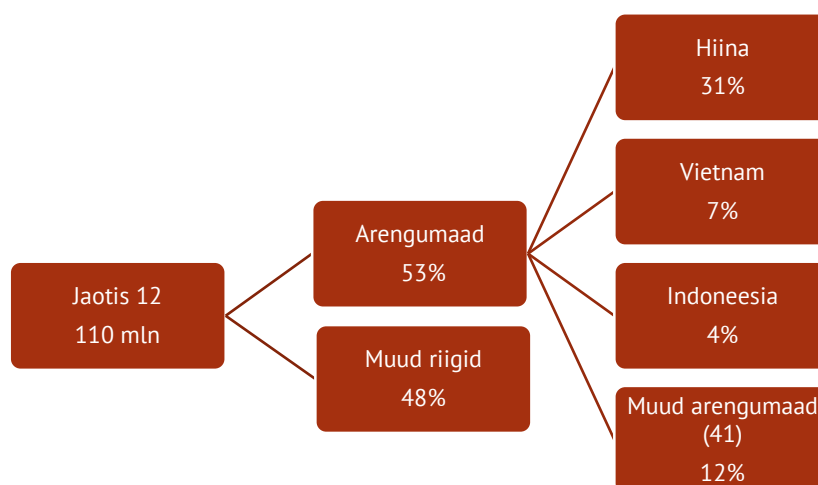 Jaotis 12
110 mln
Arengumaad
53%
Muud riigid
48%
Hiina
31%
Vietnam
7%
Indoneesia
4%
Muud arengumaad
(41)
12%